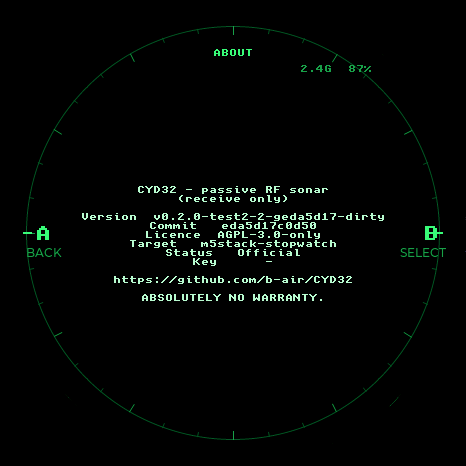 ABOUT
2.4G 87%
CYD32 - passive RF sonar
(receive only)
Version v0.2.0-test2-2-geda5d17-dirty
Commit eda5d17c0d50
Licence AGPL-3.0-only
Target m5stack-stopwatch
Status Official
Key -
A B
BACK SELECT
https://github.com/b-air/CYD32
ABSOLUTELY NO WARRANTY.